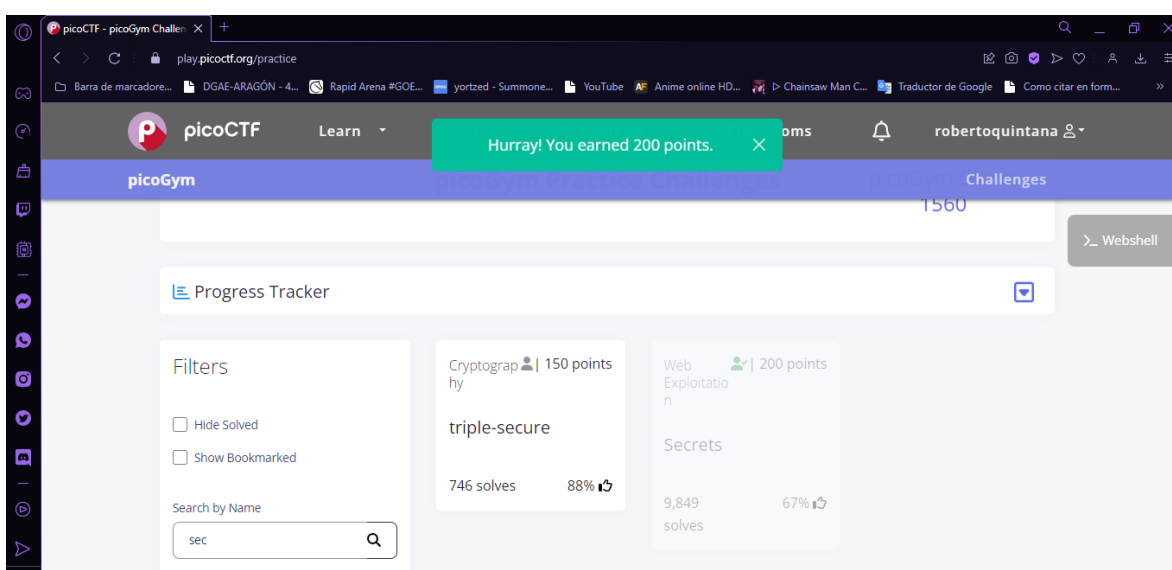 picoCTF - picoGym Challen
play.picoctf.org/practice
Barra de marcadore... DGAE-ARAGÓN - 4... Rapid Arena #GOE... yortzed - Summone... YouTube Anime online HD... ▷ Chainsaw Man C... Traductor de Google Como citar en form... »
picoCTF Learn oms robertoquintana
Hurray! You earned 200 points.
picoGym picoGym Practice Challenges Challenges
1560
>_ Webshell
Progress Tracker
Filters
Hide Solved
Show Bookmarked
Search by Name
sec
Cryptograp | 150 points
hy
triple-secure
746 solves 88%
Web | 200 points
Exploitatio
n
Secrets
9,849 67%
solves